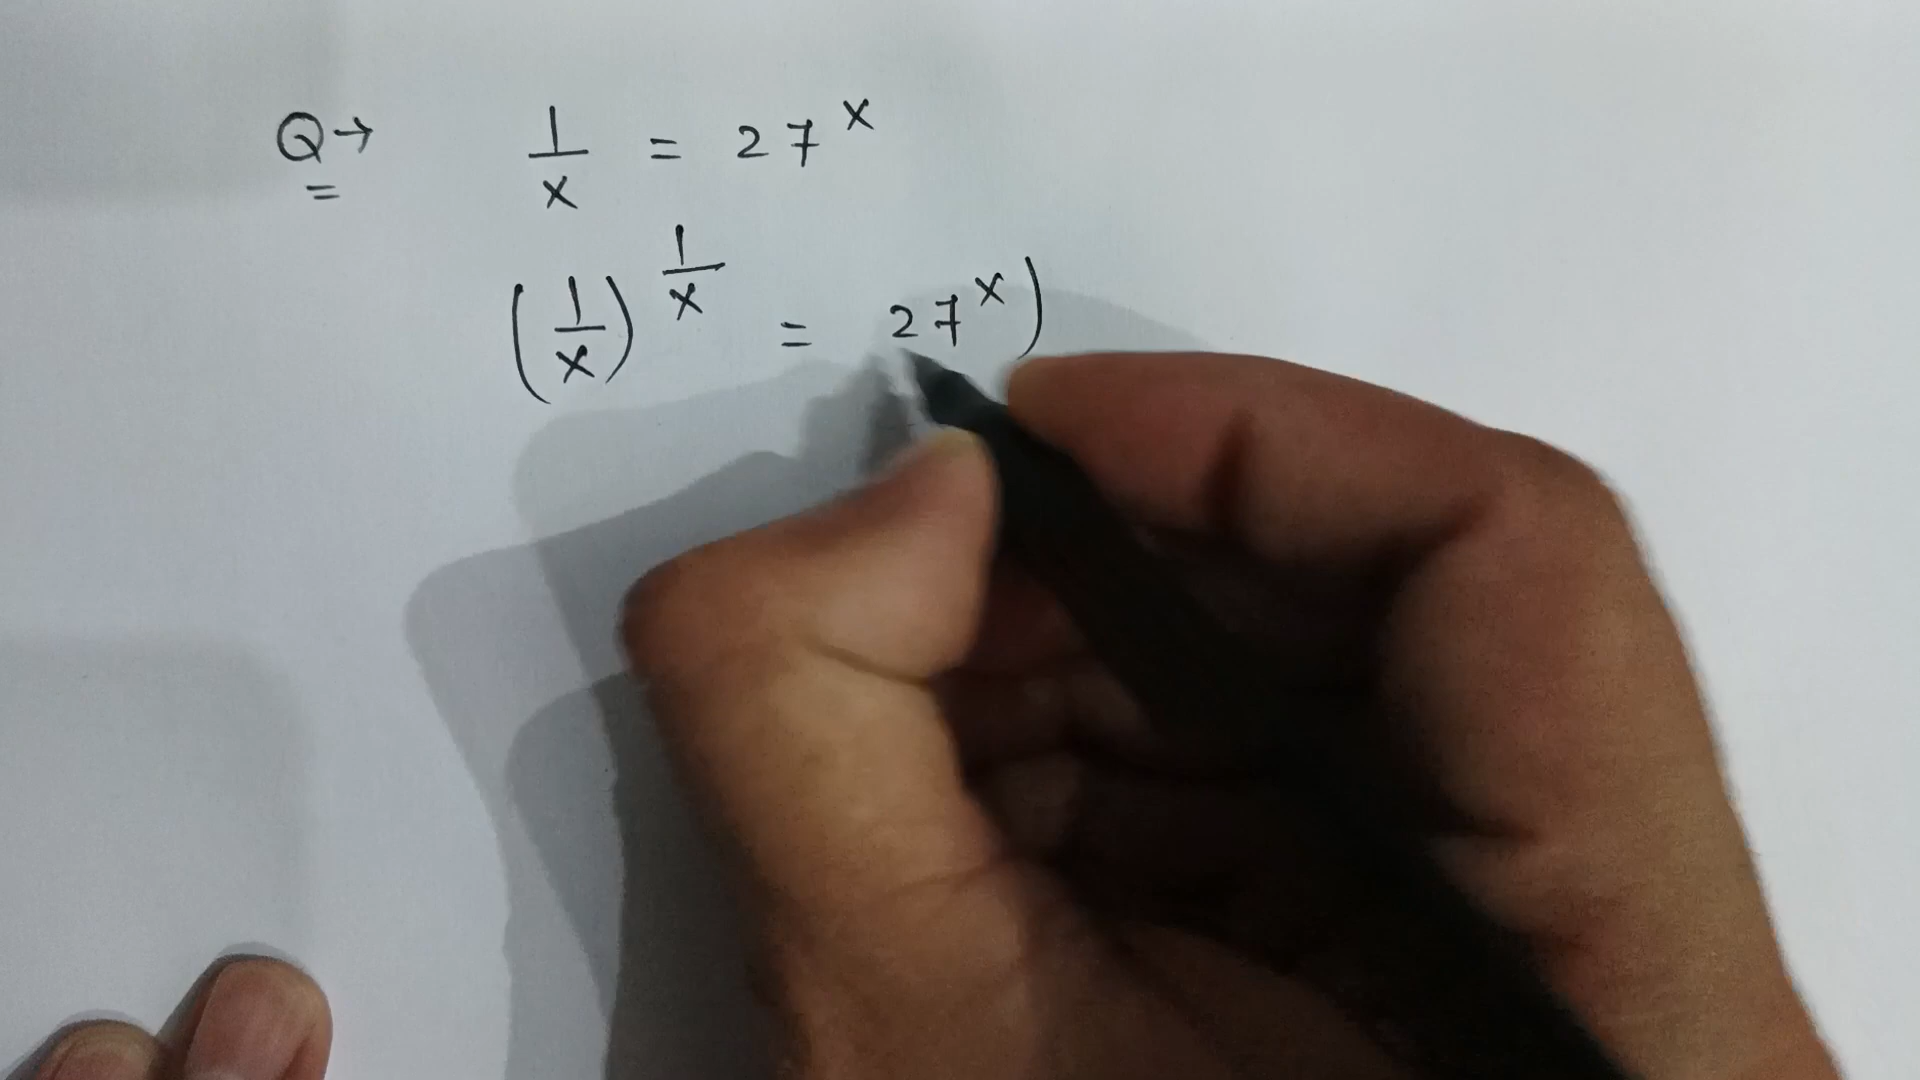 Q→ 1/x = 27^x
(1/x)^(1/x) = 27^x)